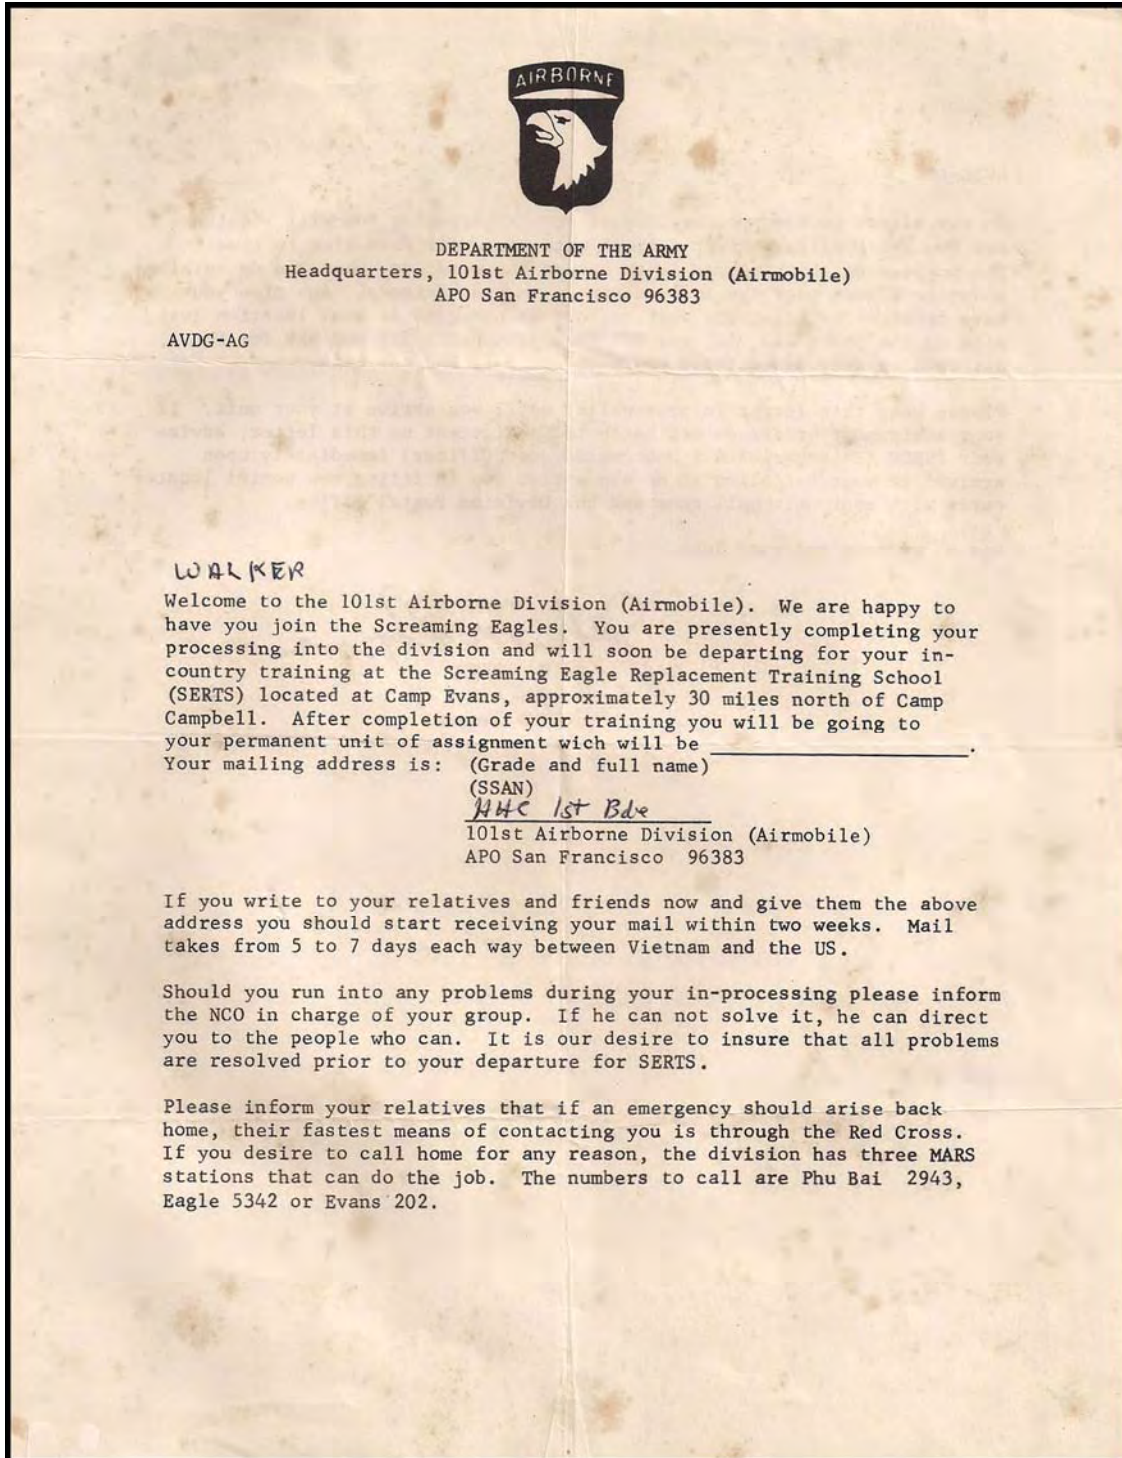 AIRBORNE
DEPARTMENT OF THE ARMY
Headquarters, 101st Airborne Division (Airmobile)
APO San Francisco 96383
AVDG-AG
WALKER
Welcome to the 101st Airborne Division (Airmobile). We are happy to
have you join the Screaming Eagles. You are presently completing your
processing into the division and will soon be departing for your in-
country training at the Screaming Eagle Replacement Training School
(SERTS) located at Camp Evans, approximately 30 miles north of Camp
Campbell. After completion of your training you will be going to
your permanent unit of assignment wich will be ____________________.
Your mailing address is: (Grade and full name)
(SSAN)
HHC 1st Bde
101st Airborne Division (Airmobile)
APO San Francisco 96383
If you write to your relatives and friends now and give them the above
address you should start receiving your mail within two weeks. Mail
takes from 5 to 7 days each way between Vietnam and the US.
Should you run into any problems during your in-processing please inform
the NCO in charge of your group. If he can not solve it, he can direct
you to the people who can. It is our desire to insure that all problems
are resolved prior to your departure for SERTS.
Please inform your relatives that if an emergency should arise back
home, their fastest means of contacting you is through the Red Cross.
If you desire to call home for any reason, the division has three MARS
stations that can do the job. The numbers to call are Phu Bai 2943,
Eagle 5342 or Evans 202.